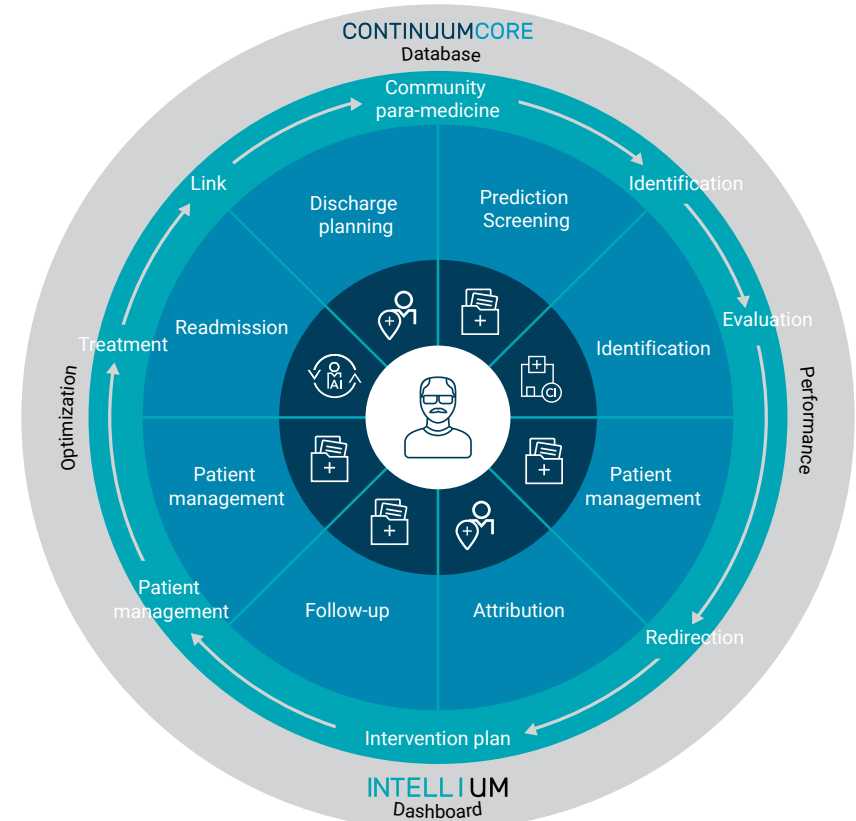 CONTINUUMCORE
Database
Community
para-medicine
Link
Identification
Discharge
planning
Prediction
Screening
Treatment
Readmission
Identification
Evaluation
AI
CI
Optimization
Performance
Patient
management
Patient
management
Patient
management
Follow-up
Attribution
Redirection
Intervention plan
INTELLIUM
Dashboard